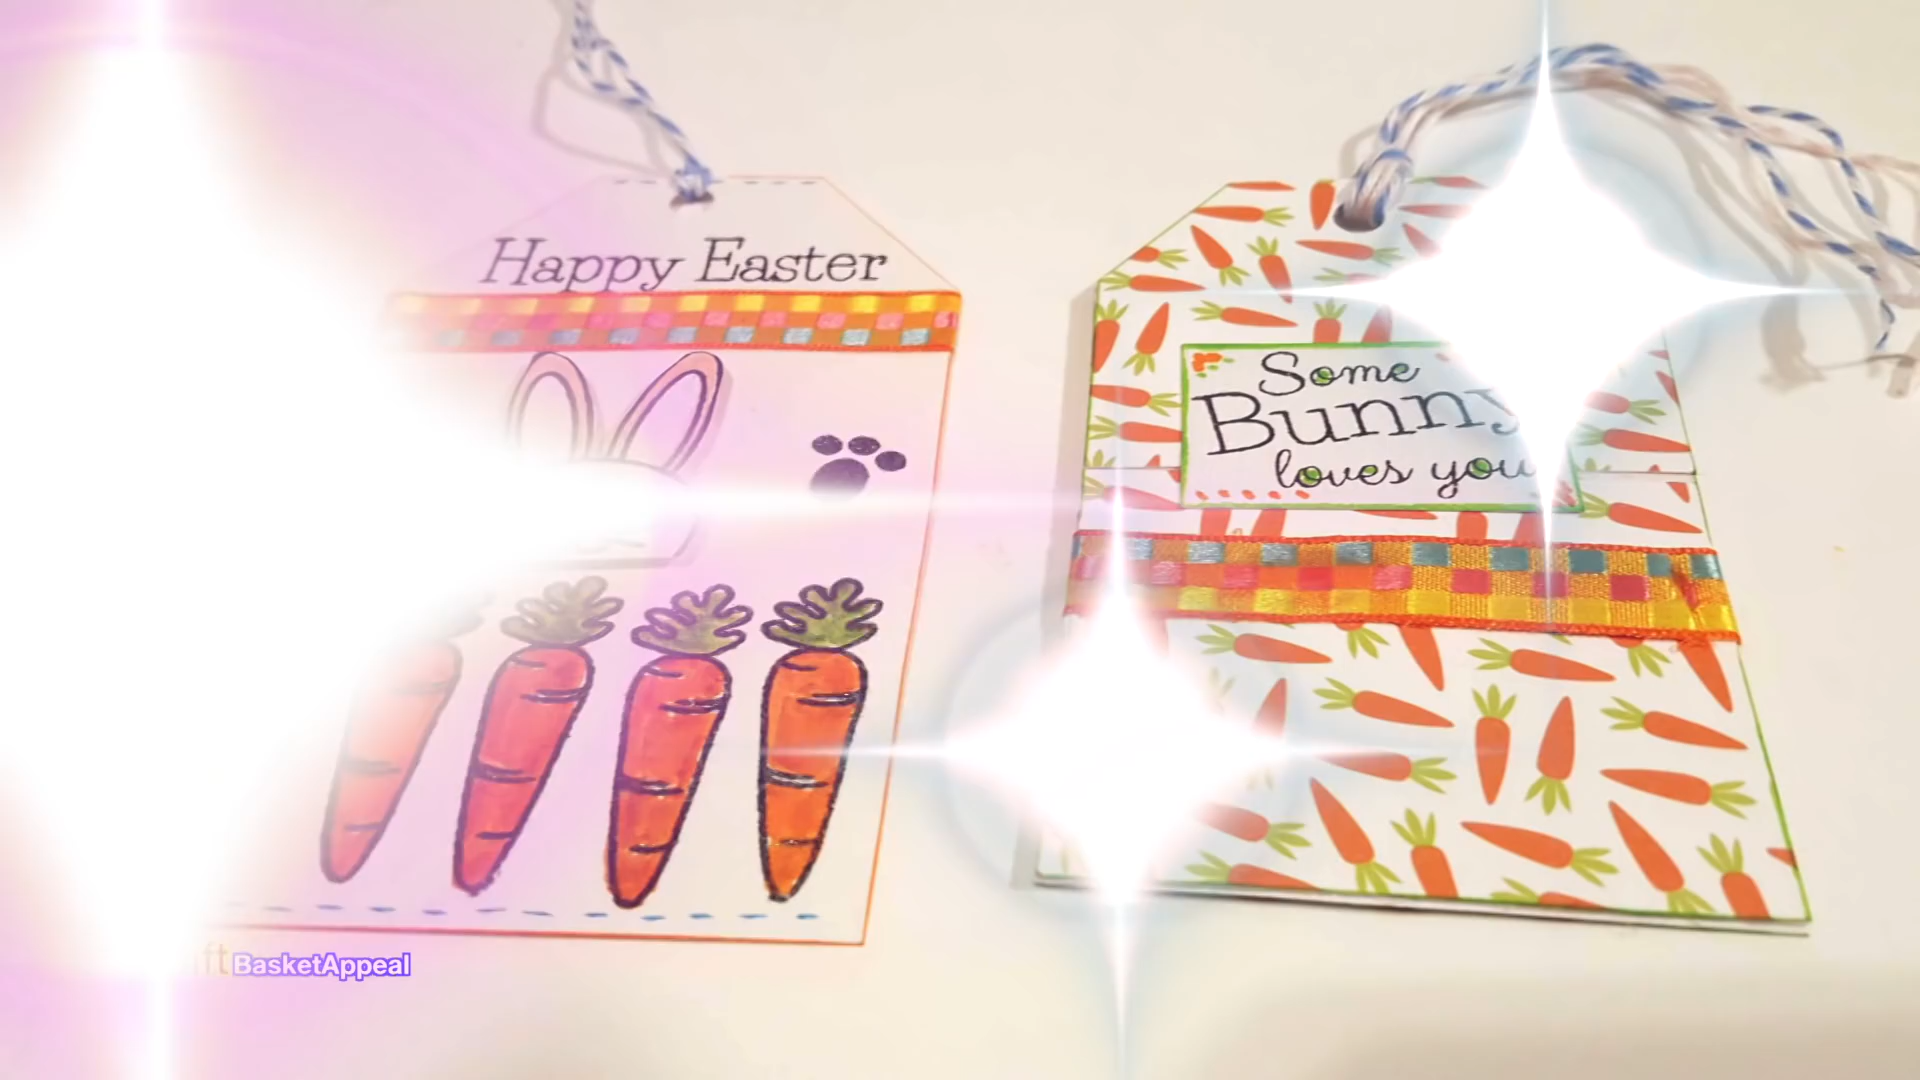 Happy Easter
Some
Bunny
loves you
BasketAppeal